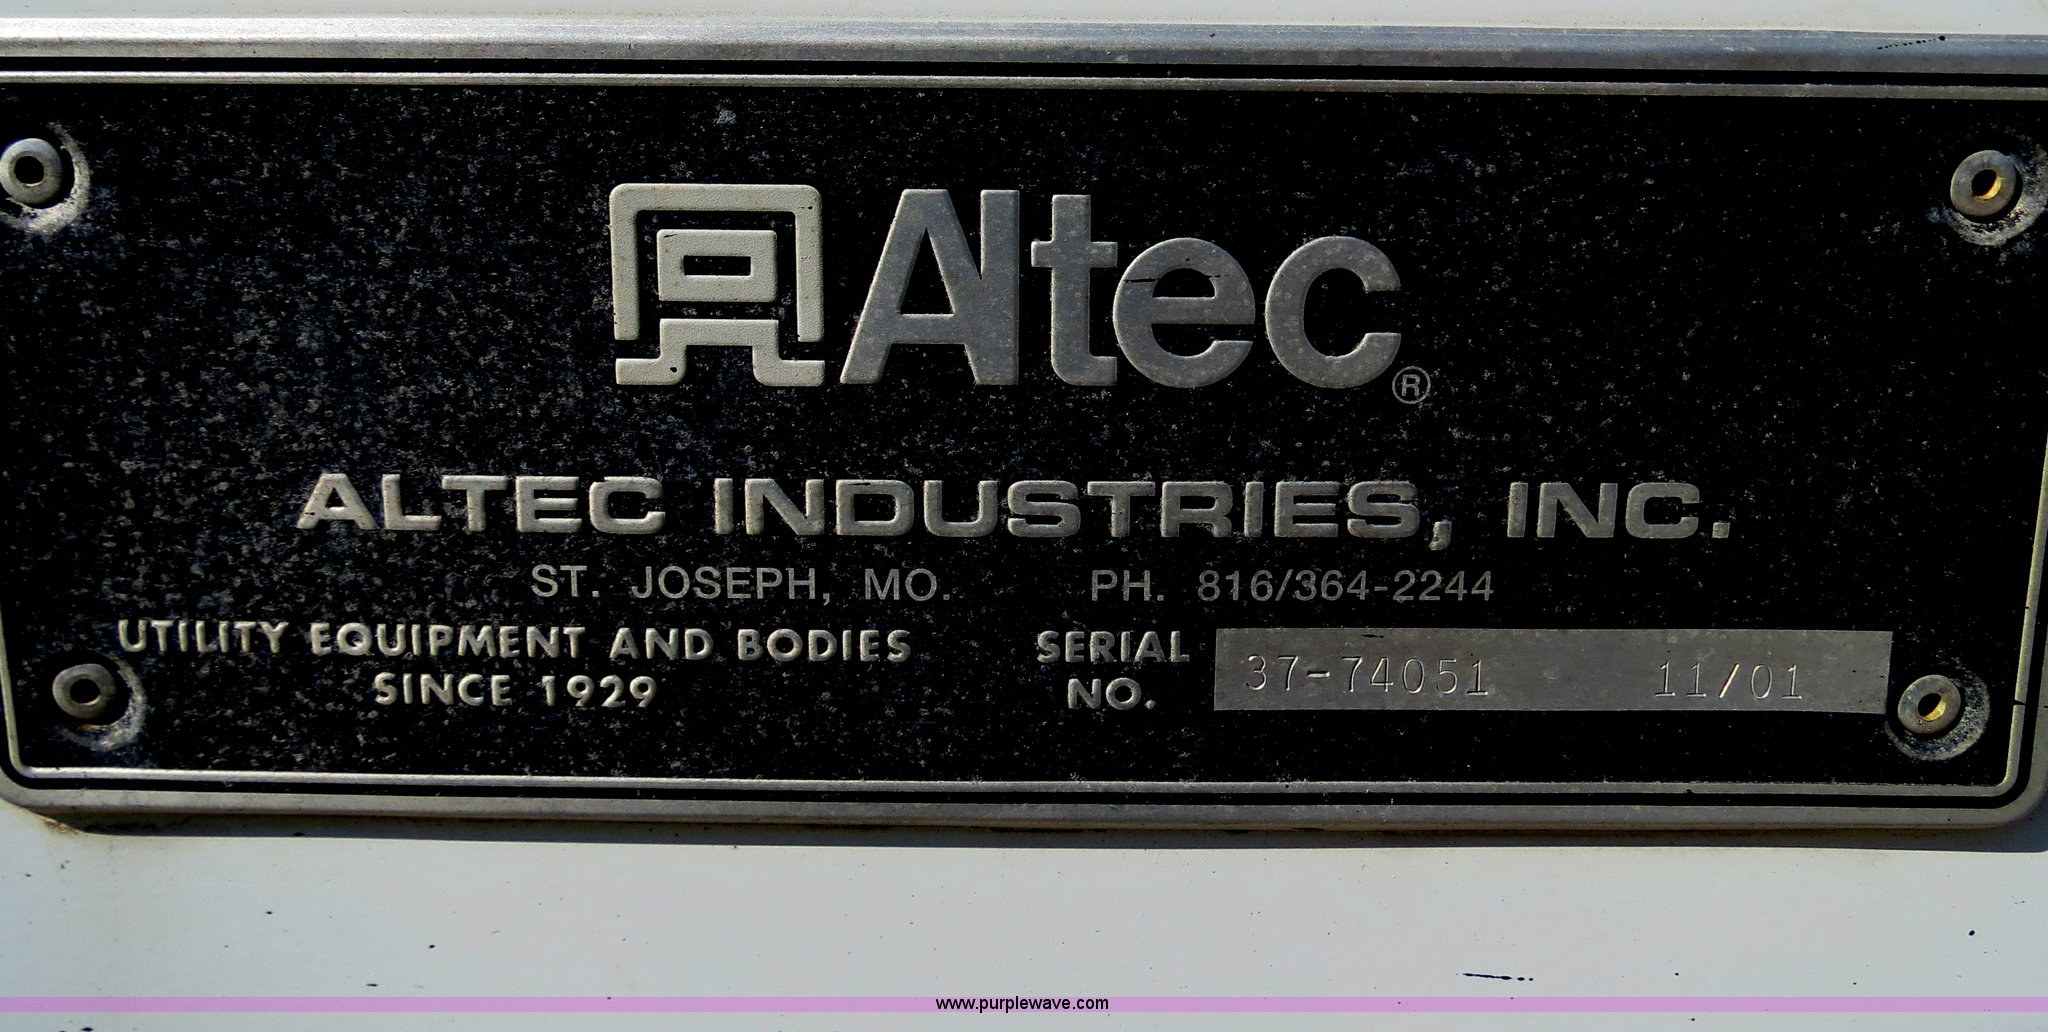 Altec®
ALTEC INDUSTRIES, INC.
ST. JOSEPH, MO. PH. 816/364-2244
UTILITY EQUIPMENT AND BODIES
SINCE 1929
SERIAL
NO.
37-74051 11/01
www.purplewave.com